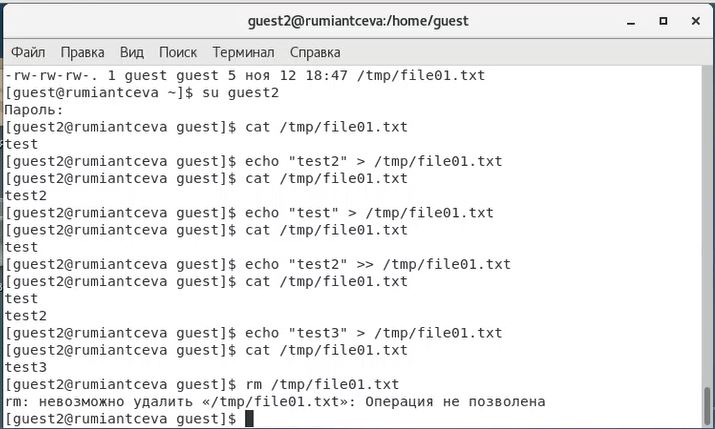 guest2@rumiantceva:/home/guest
Файл Правка Вид Поиск Терминал Справка
-rw-rw-rw-. 1 guest guest 5 ноя 12 18:47 /tmp/file01.txt
[guest@rumiantceva ~]$ su guest2
Пароль:
[guest2@rumiantceva guest]$ cat /tmp/file01.txt
test
[guest2@rumiantceva guest]$ echo "test2" > /tmp/file01.txt
[guest2@rumiantceva guest]$ cat /tmp/file01.txt
test2
[guest2@rumiantceva guest]$ echo "test" > /tmp/file01.txt
[guest2@rumiantceva guest]$ cat /tmp/file01.txt
test
[guest2@rumiantceva guest]$ echo "test2" >> /tmp/file01.txt
[guest2@rumiantceva guest]$ cat /tmp/file01.txt
test
test2
[guest2@rumiantceva guest]$ echo "test3" > /tmp/file01.txt
[guest2@rumiantceva guest]$ cat /tmp/file01.txt
test3
[guest2@rumiantceva guest]$ rm /tmp/file01.txt
rm: невозможно удалить «/tmp/file01.txt»: Операция не позволена
[guest2@rumiantceva guest]$